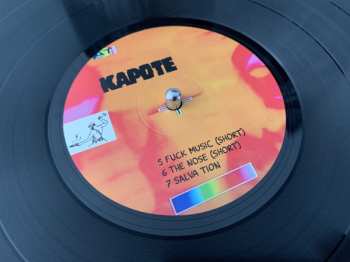 KAPOTE
5 FUCK MUSIC (SHORT)
6 THE NOSE (SHORT)
7 SALVA TION